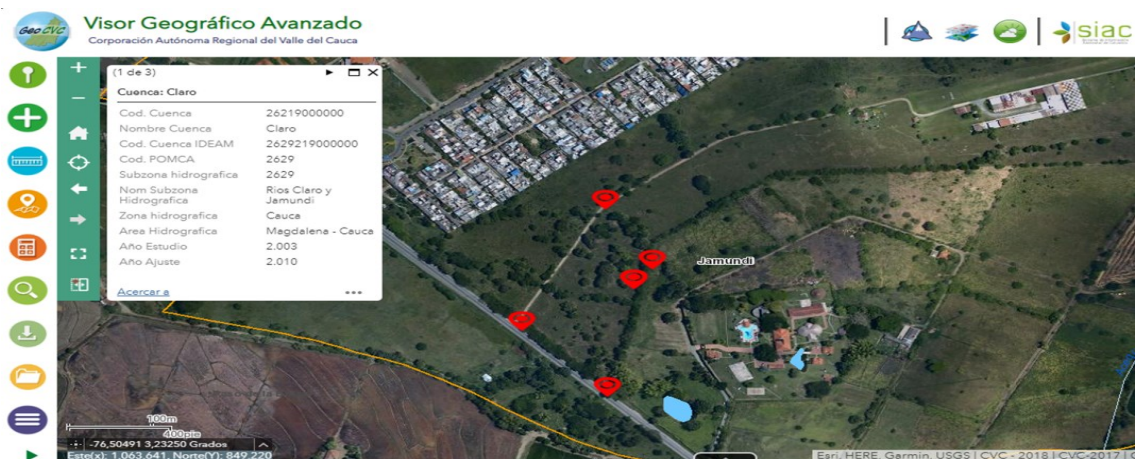 Geo CVC
Visor Geográfico Avanzado
Corporación Autónoma Regional del Valle del Cauca
siac
(1 de 3)
Cuenca: Claro
Cod. Cuenca 26219000000
Nombre Cuenca Claro
Cod. Cuenca IDEAM 2629219000000
Cod. POMCA 2629
Subzona hidrografica 2629
Nom Subzona Rios Claro y
Hidrografica Jamundi
Zona hidrografica Cauca
Area Hidrografica Magdalena - Cauca
Año Estudio 2.003
Año Ajuste 2.010
Acercar a
Jamundi
100m
400pie
-76,50491 3,23250 Grados
Este(x): 1.063.641, Norte(Y): 849.220
Esri, HERE, Garmin, USGS | CVC - 2018 | CVC-2017 |